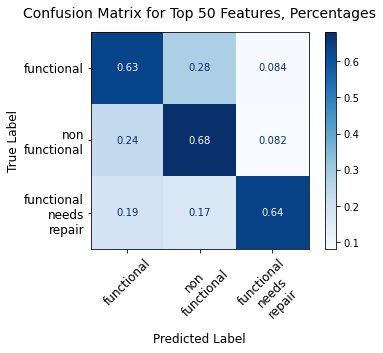 Confusion Matrix for Top 50 Features, Percentages
functional
0.63
0.28
0.084
non
functional
0.24
0.68
0.082
functional
needs
repair
0.19
0.17
0.64
True Label
functional
non
functional
functional
needs
repair
Predicted Label
0.6
0.5
0.4
0.3
0.2
0.1